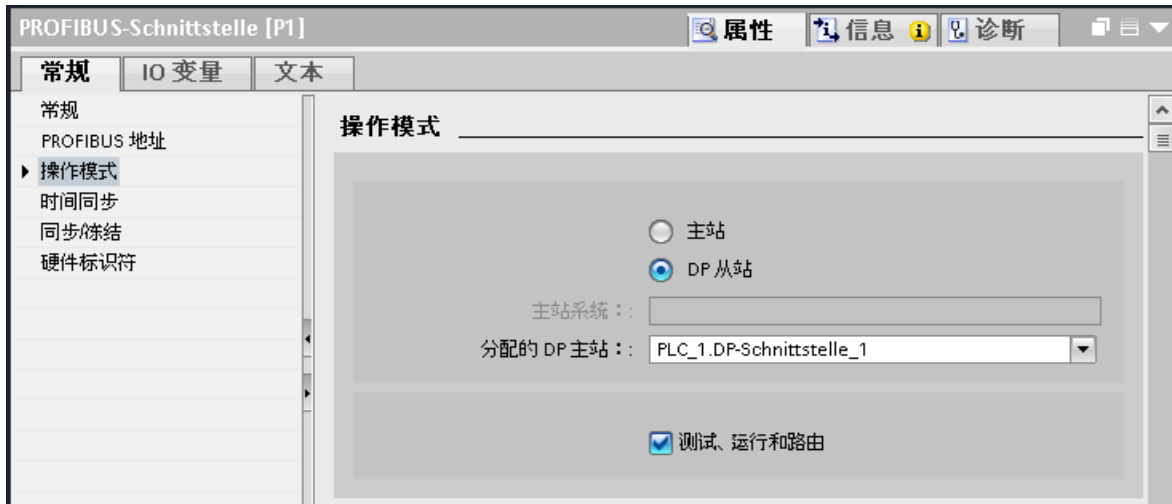 PROFIBUS-Schnittstelle [P1] 属性 信息 诊断
常规 IO 变量 文本
常规
PROFIBUS 地址
操作模式
时间同步
同步/冻结
硬件标识符
操作模式
主站
DP 从站
主站系统：:
分配的 DP 主站：: PLC_1.DP-Schnittstelle_1
测试、运行和路由